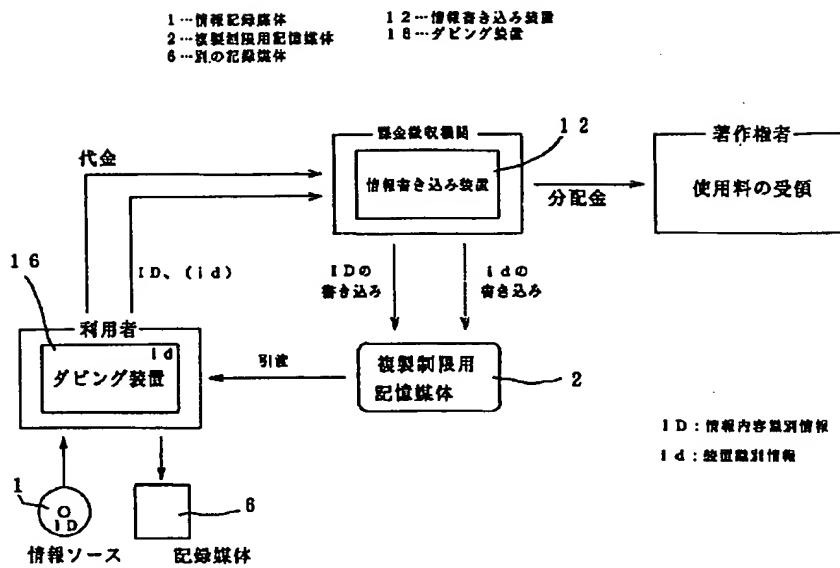 1…情報記録媒体
2…複製制限用記憶媒体
6…別の記録媒体
12…情報書き込み装置
16…ダビング装置
課金徴収機関
12
著作権者
代金
情報書き込み装置
使用料の受領
分配金
16
ID、(id)
IDの
書き込み
idの
書き込み
利用者
id
ダビング装置
引渡
複製制限用
記憶媒体
2
ID:情報内容識別情報
id:装置識別情報
1
ID
6
情報ソース
記録媒体